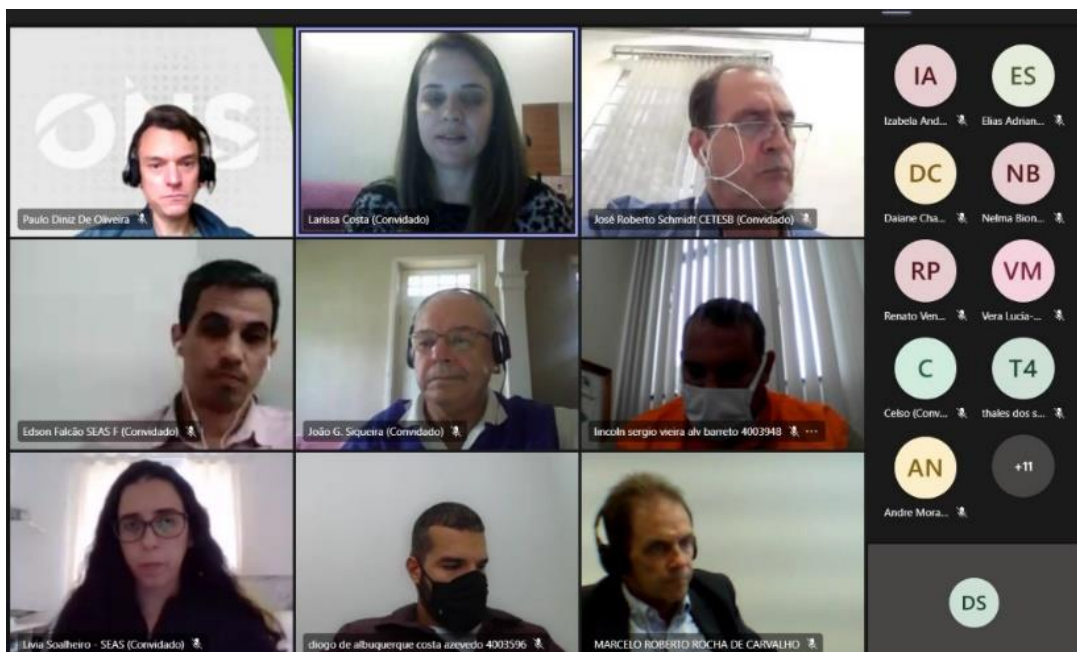 ONS
Paulo Diniz De Oliveira
Larissa Costa (Convidado)
José Roberto Schmidt CETESB (Convidado)
Edson Falcão SEAS F (Convidado)
João G. Siqueira (Convidado)
lincoln sergio vieira alv barreto 4003948
Livia Soalheiro - SEAS (Convidado)
diogo de albuquerque costa azevedo 4003596
MARCELO ROBERTO ROCHA DE CARVALHO
IA
Izabela And...
ES
Elias Adrian...
DC
Daiane Cha...
NB
Nelma Bion...
RP
Renato Ven...
VM
Vera Lucia-...
C
Celso (Conv...
T4
thales dos s...
AN
Andre Mora...
+11
DS